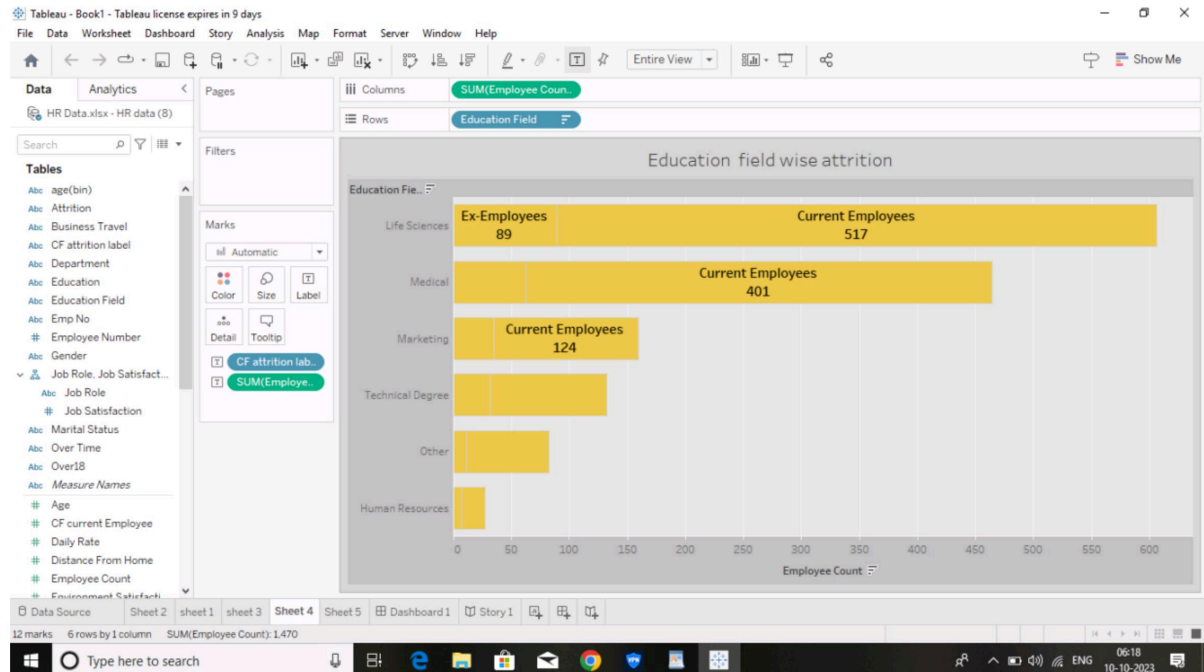 Tableau - Book1 - Tableau license expires in 9 days
File Data Worksheet Dashboard Story Analysis Map Format Server Window Help
Entire View
Show Me
Data Analytics
HR Data.xlsx - HR data (8)
Search
Tables
Abc age(bin)
Abc Attrition
Abc Business Travel
Abc CF attrition label
Abc Department
Abc Education
Abc Education Field
Abc Emp No
# Employee Number
Abc Gender
Job Role, Job Satisfact...
Abc Job Role
# Job Satisfaction
Abc Marital Status
Abc Over Time
Abc Over18
Abc Measure Names
# Age
# CF current Employee
# Daily Rate
# Distance From Home
# Employee Count
# Environment Satisfacti
Pages
Filters
Marks
Automatic
Color Size Label
Detail Tooltip
CF attrition lab..
SUM(Employe..
Columns SUM(Employee Coun..
Rows Education Field
Education field wise attrition
Education Fie..
Life Sciences
Ex-Employees
89
Current Employees
517
Medical
Current Employees
401
Marketing
Current Employees
124
Technical Degree
Other
Human Resources
0 50 100 150 200 250 300 350 400 450 500 550 600
Employee Count
Data Source Sheet 2 sheet 1 sheet 3 Sheet 4 Sheet 5 Dashboard 1 Story 1
12 marks 6 rows by 1 column SUM(Employee Count): 1,470
Type here to search
ENG
06:18
10-10-2023